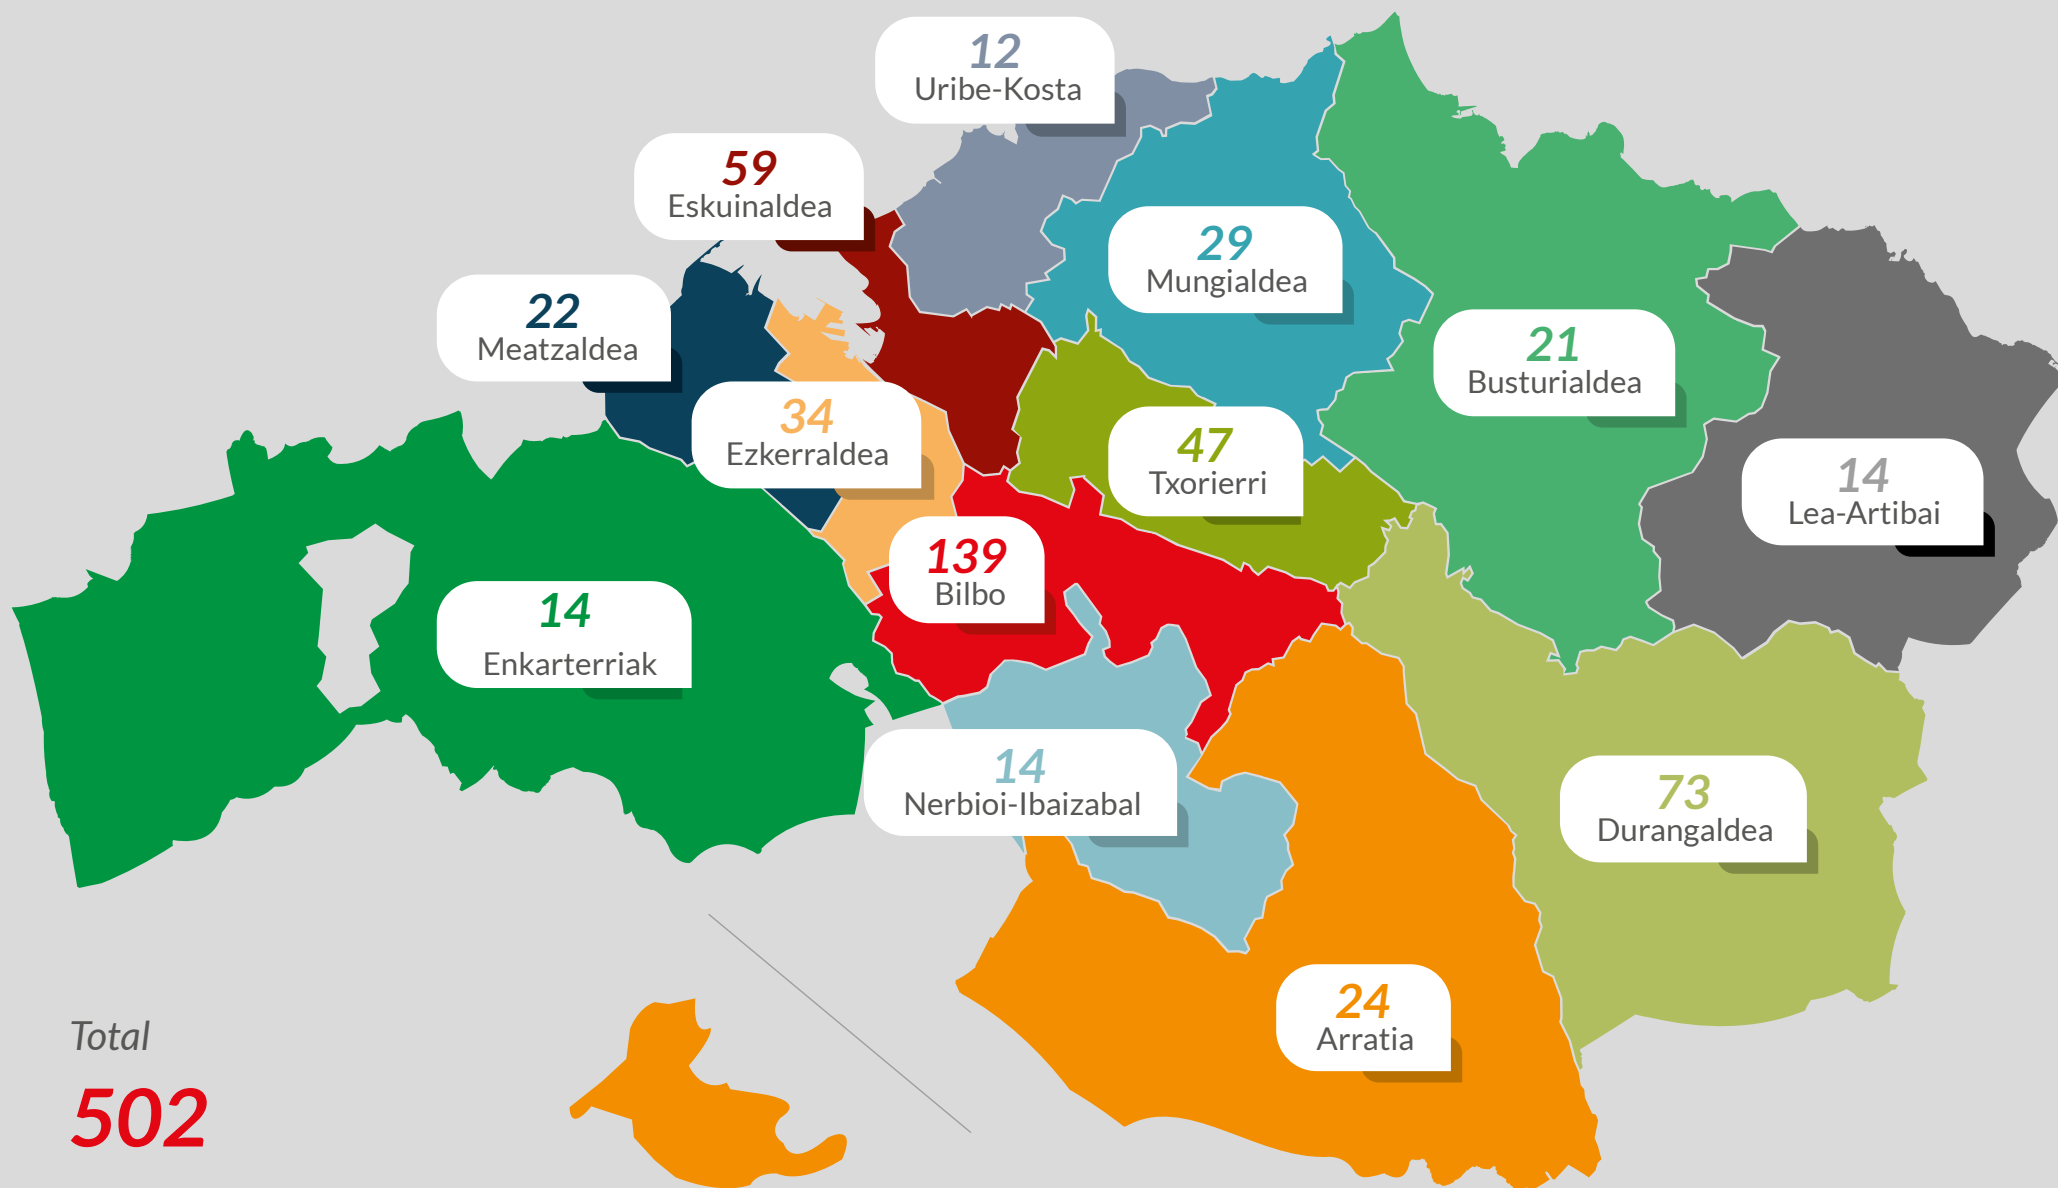 12
Uribe-Kosta
59
Eskuinaldea
29
Mungialdea
22
Meatzaldea
21
Busturialdea
34
Ezkerraldea
47
Txorierri
14
Lea-Artibai
139
Bilbo
14
Enkarterriak
14
Nerbioi-Ibaizabal
73
Durangaldea
24
Arratia
Total
502